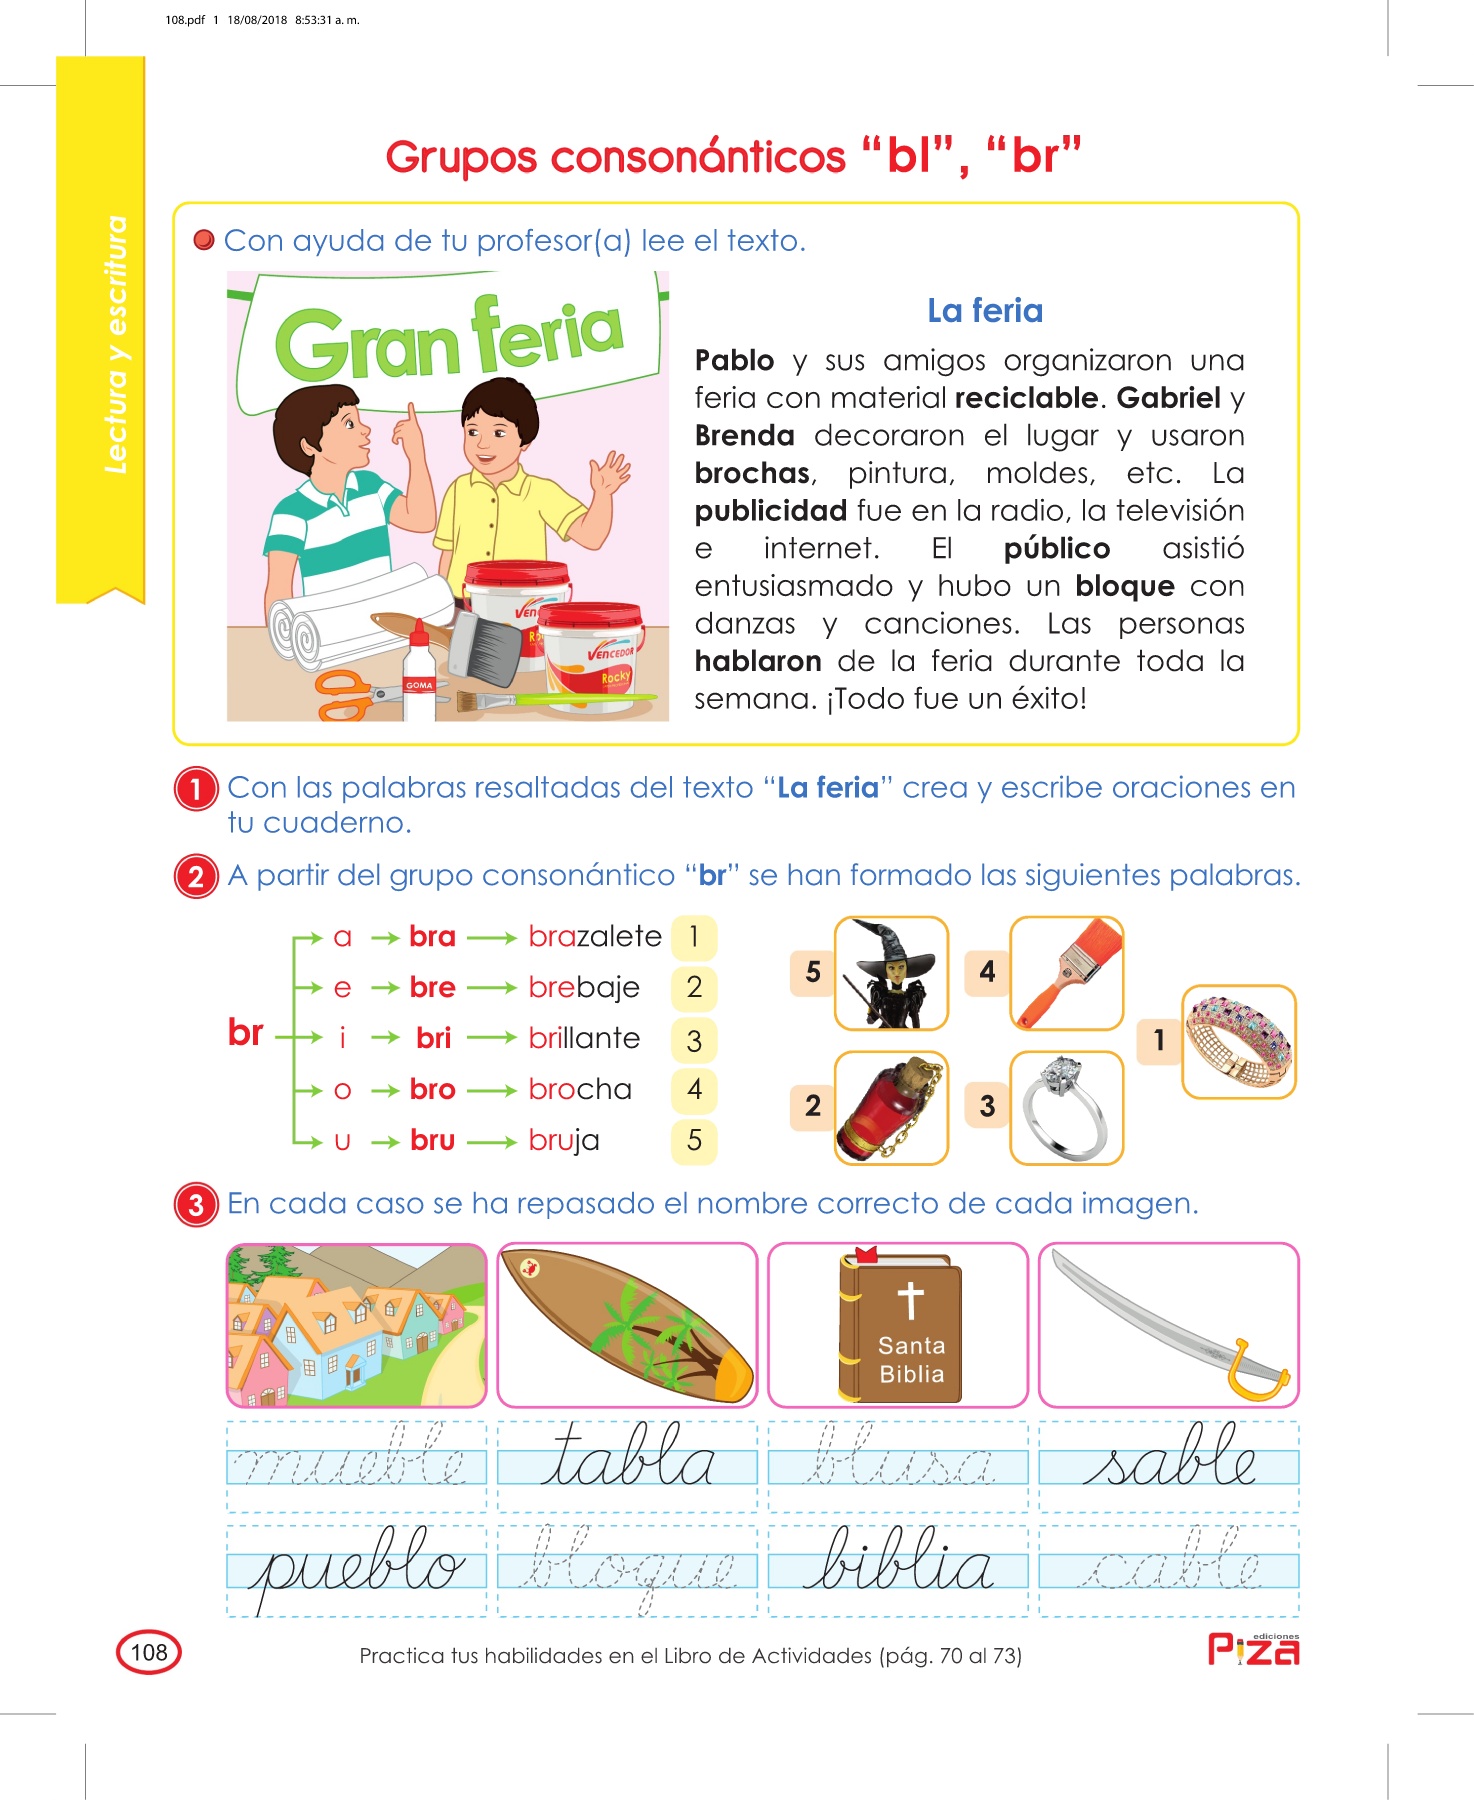 108.pdf 1 18/08/2018 8:53:31 a. m.
Lectura y escritura
Grupos consonánticos “bl”, “br”
Con ayuda de tu profesor(a) lee el texto.
Gran feria
VEN
Ro
VENCEDOR
Rocky
GOMA
La feria
Pablo y sus amigos organizaron una
feria con material reciclable. Gabriel y
Brenda decoraron el lugar y usaron
brochas, pintura, moldes, etc. La
publicidad fue en la radio, la televisión
e internet. El público asistió
entusiasmado y hubo un bloque con
danzas y canciones. Las personas
hablaron de la feria durante toda la
semana. ¡Todo fue un éxito!
1 Con las palabras resaltadas del texto “La feria” crea y escribe oraciones en
tu cuaderno.
2 A partir del grupo consonántico “br” se han formado las siguientes palabras.
br
a bra brazalete 1
e bre brebaje 2
i bri brillante 3
o bro brocha 4
u bru bruja 5
5 4
1
2 3
3 En cada caso se ha repasado el nombre correcto de cada imagen.
Santa
Biblia
mueble tabla blusa sable
pueblo bloque biblia cable
108
Practica tus habilidades en el Libro de Actividades (pág. 70 al 73)
ediciones
Piza